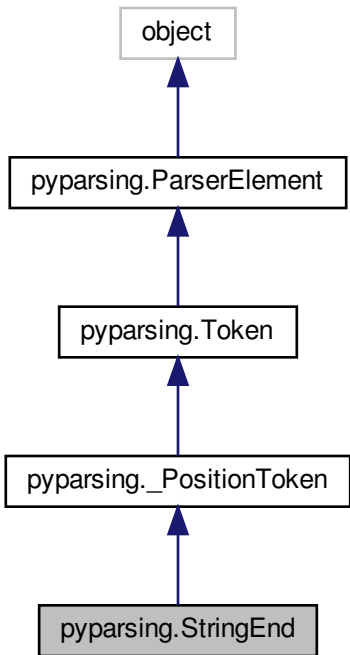 object
pyparsing.ParserElement
pyparsing.Token
pyparsing._PositionToken
pyparsing.StringEnd